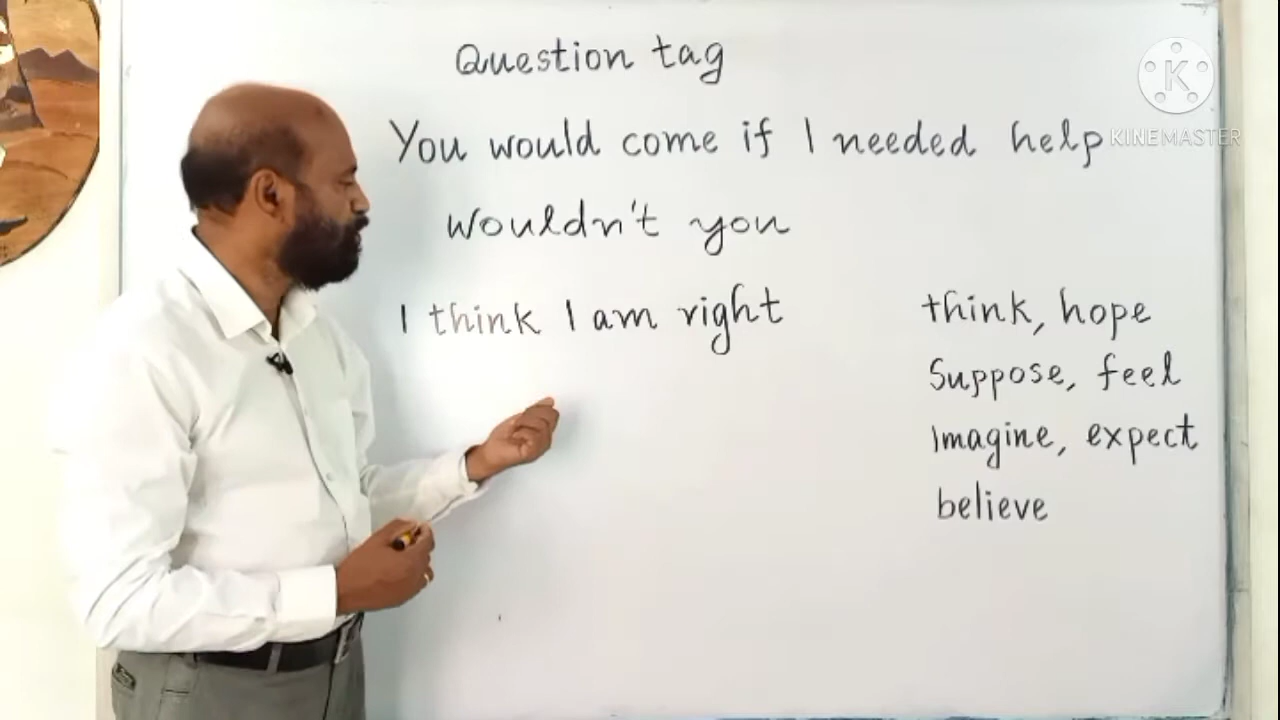 Question tag
You would come if I needed help
wouldn't you
I think I am right
think, hope
Suppose, feel
Imagine, expect
believe
K
KINEMASTER